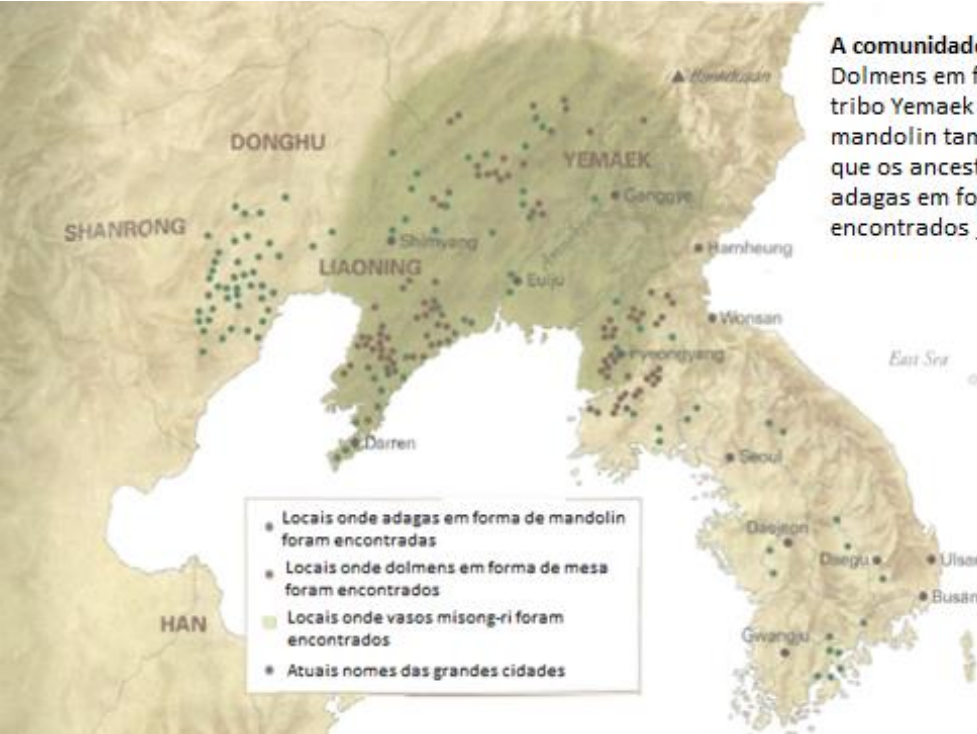 A comunidade
Dolmens em f
tribo Yemaek
mandolin tam
que os ancest
adagas em fo
encontrados
DONGHU
YEMAEK
Ganggye
SHANRONG
Shimyang
Hamheung
LIAONING
Euiju
Wonsan
Pyeongyang
East Sea
Darren
Seoul
Locais onde adagas em forma de mandolin
foram encontradas
Locais onde dolmens em forma de mesa
foram encontrados
Locais onde vasos misong-ri foram
encontrados
Atuais nomes das grandes cidades
Daejeon
Daegu
Ulsan
Busan
HAN
Gwangju